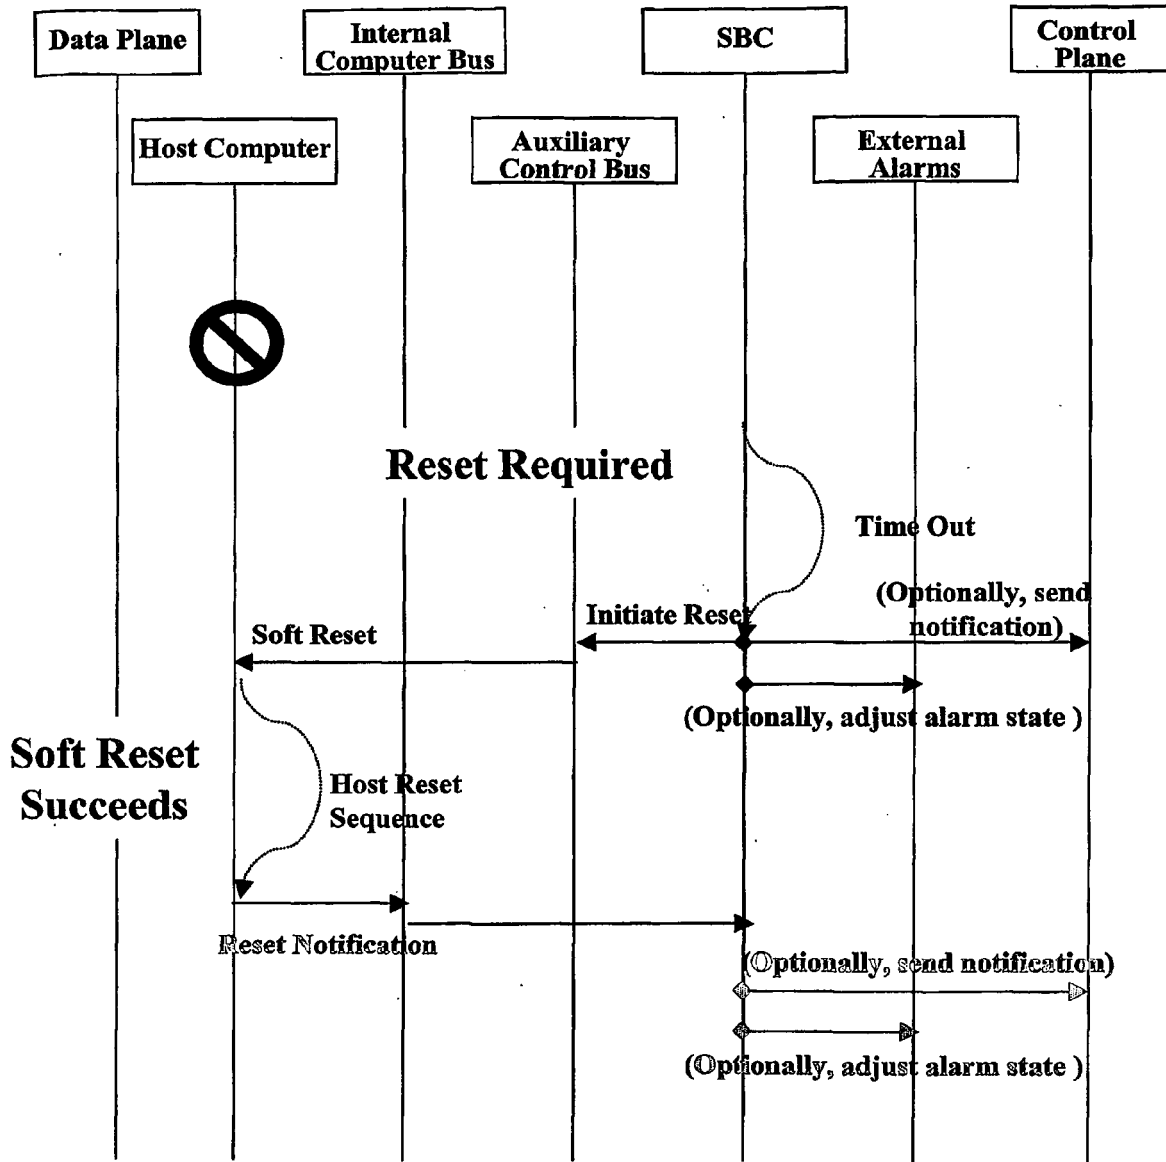 Data Plane
Internal
Computer Bus
SBC
Control
Plane
Host Computer
Auxiliary
Control Bus
External
Alarms
Reset Required
Time Out
(Optionally, send
notification)
Initiate Reset
Soft Reset
(Optionally, adjust alarm state )
Soft Reset
Succeeds
Host Reset
Sequence
Reset Notification
(Optionally, send notification)
(Optionally, adjust alarm state )